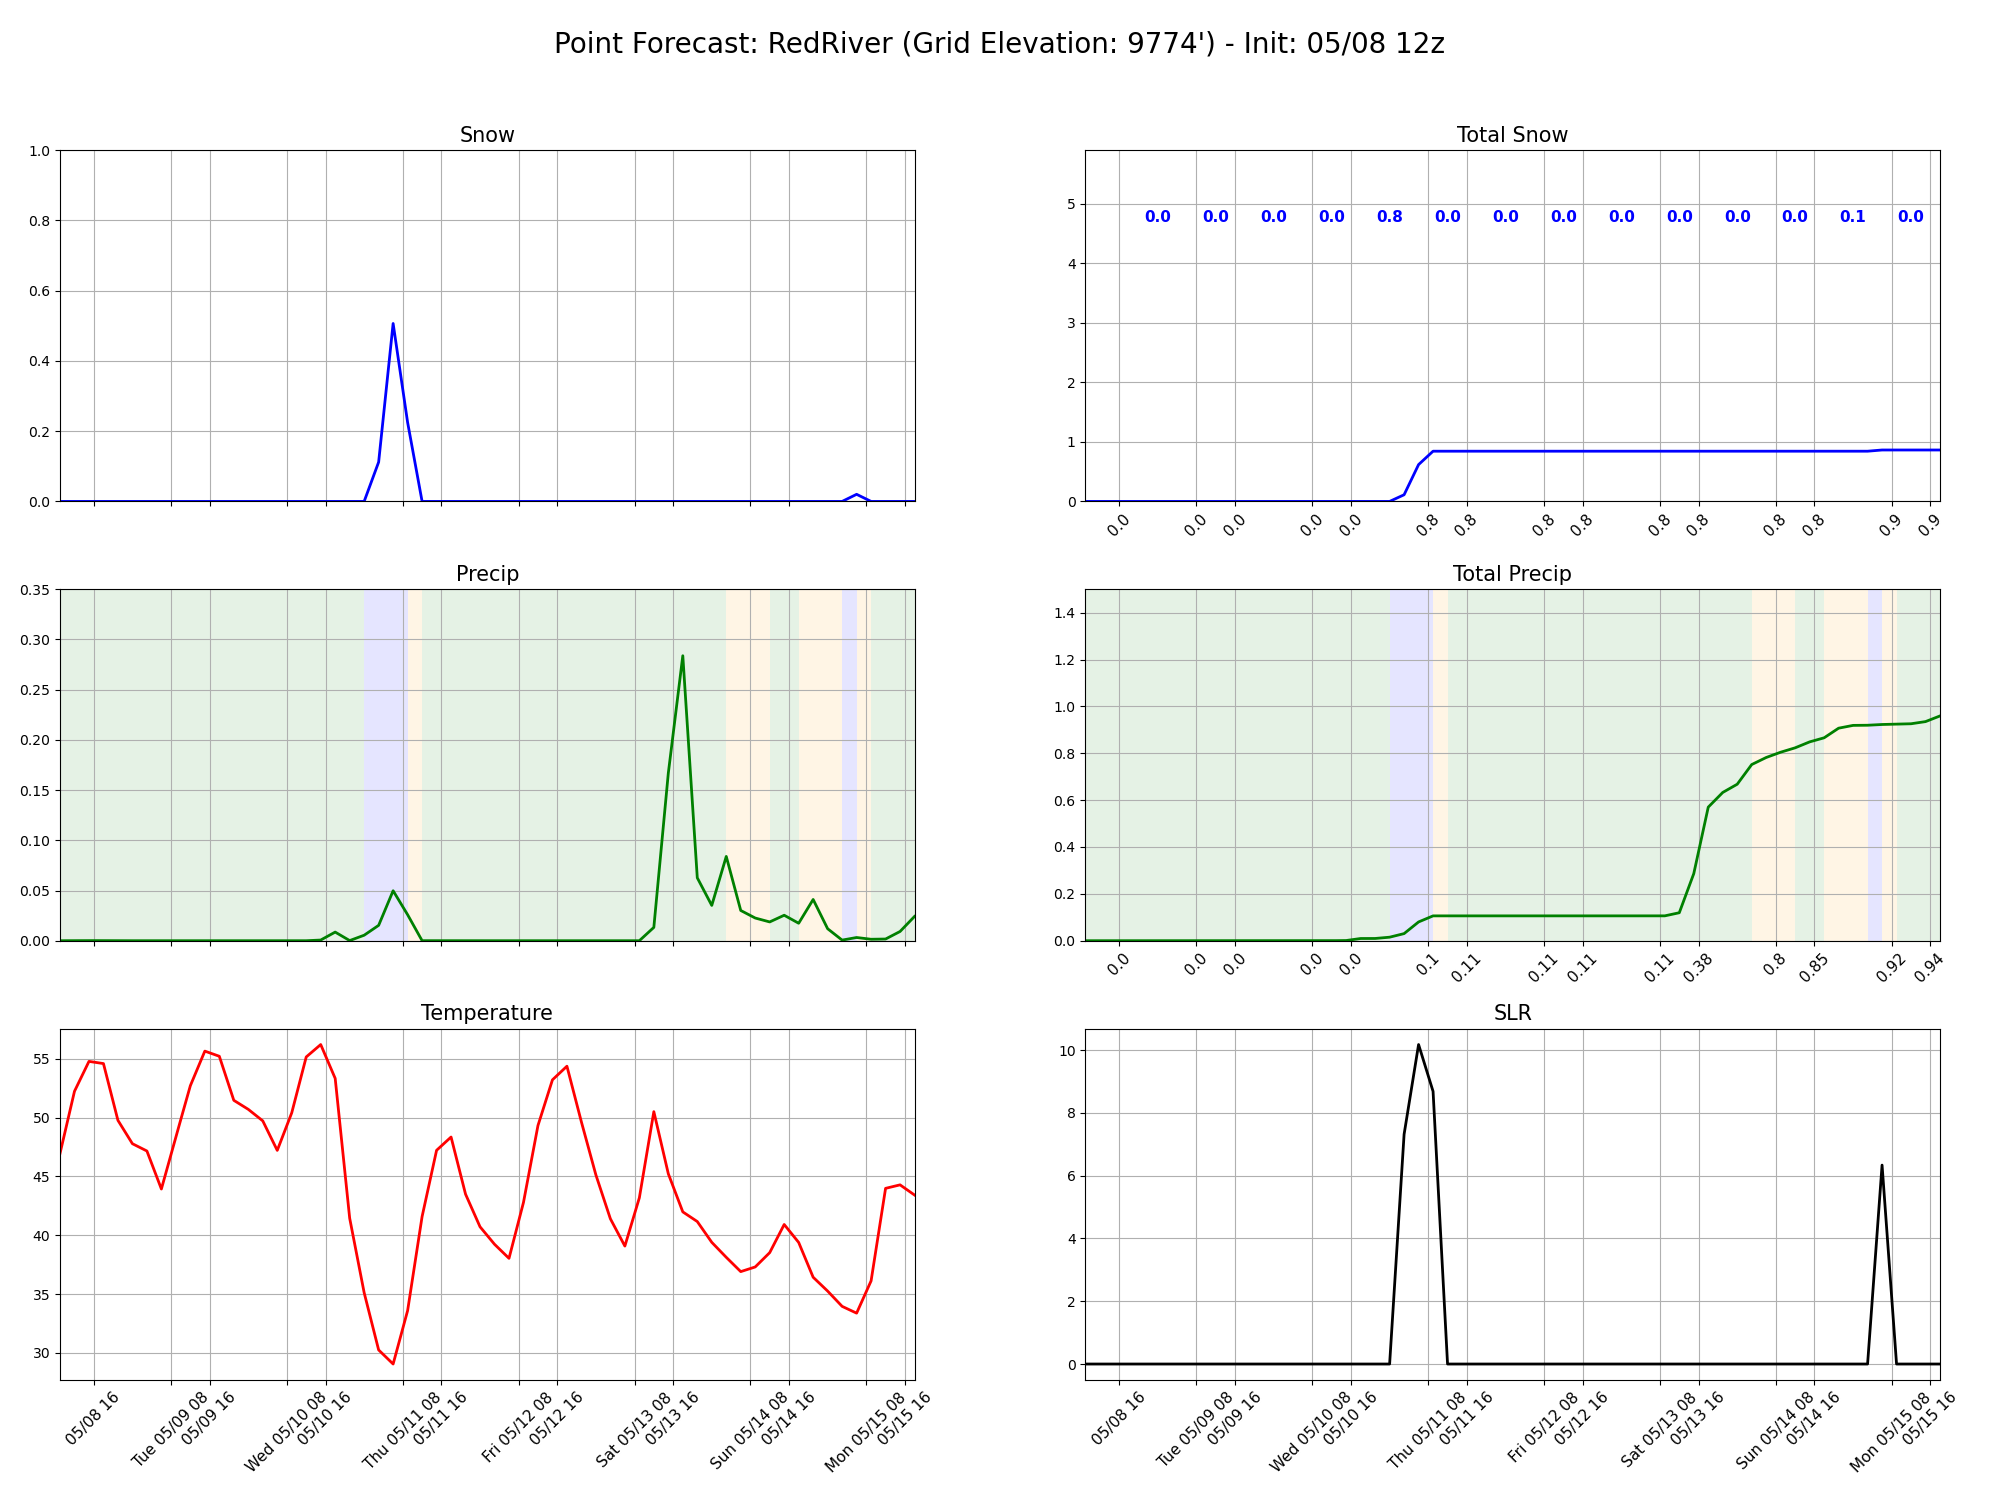 Point Forecast: RedRiver (Grid Elevation: 9774') - Init: 05/08 12z
Snow
1.0
0.8
0.6
0.4
0.2
0.0
Total Snow
5
4
3
2
1
0
0.0 0.0 0.0 0.0 0.8 0.0 0.0 0.0 0.0 0.0 0.0 0.0 0.1 0.0
0.0 0.0 0.0 0.0 0.0 0.8 0.8 0.8 0.8 0.8 0.8 0.8 0.8 0.9 0.9
Precip
0.35
0.30
0.25
0.20
0.15
0.10
0.05
0.00
Total Precip
1.4
1.2
1.0
0.8
0.6
0.4
0.2
0.0
0.0 0.0 0.0 0.0 0.0 0.1 0.11 0.11 0.11 0.11 0.38 0.8 0.85 0.92 0.94
Temperature
55
50
45
40
35
30
05/08 16
Tue 05/09 08
05/09 16
Wed 05/10 08
05/10 16
Thu 05/11 08
05/11 16
Fri 05/12 08
05/12 16
Sat 05/13 08
05/13 16
Sun 05/14 08
05/14 16
Mon 05/15 08
05/15 16
SLR
10
8
6
4
2
0
05/08 16
Tue 05/09 08
05/09 16
Wed 05/10 08
05/10 16
Thu 05/11 08
05/11 16
Fri 05/12 08
05/12 16
Sat 05/13 08
05/13 16
Sun 05/14 08
05/14 16
Mon 05/15 08
05/15 16